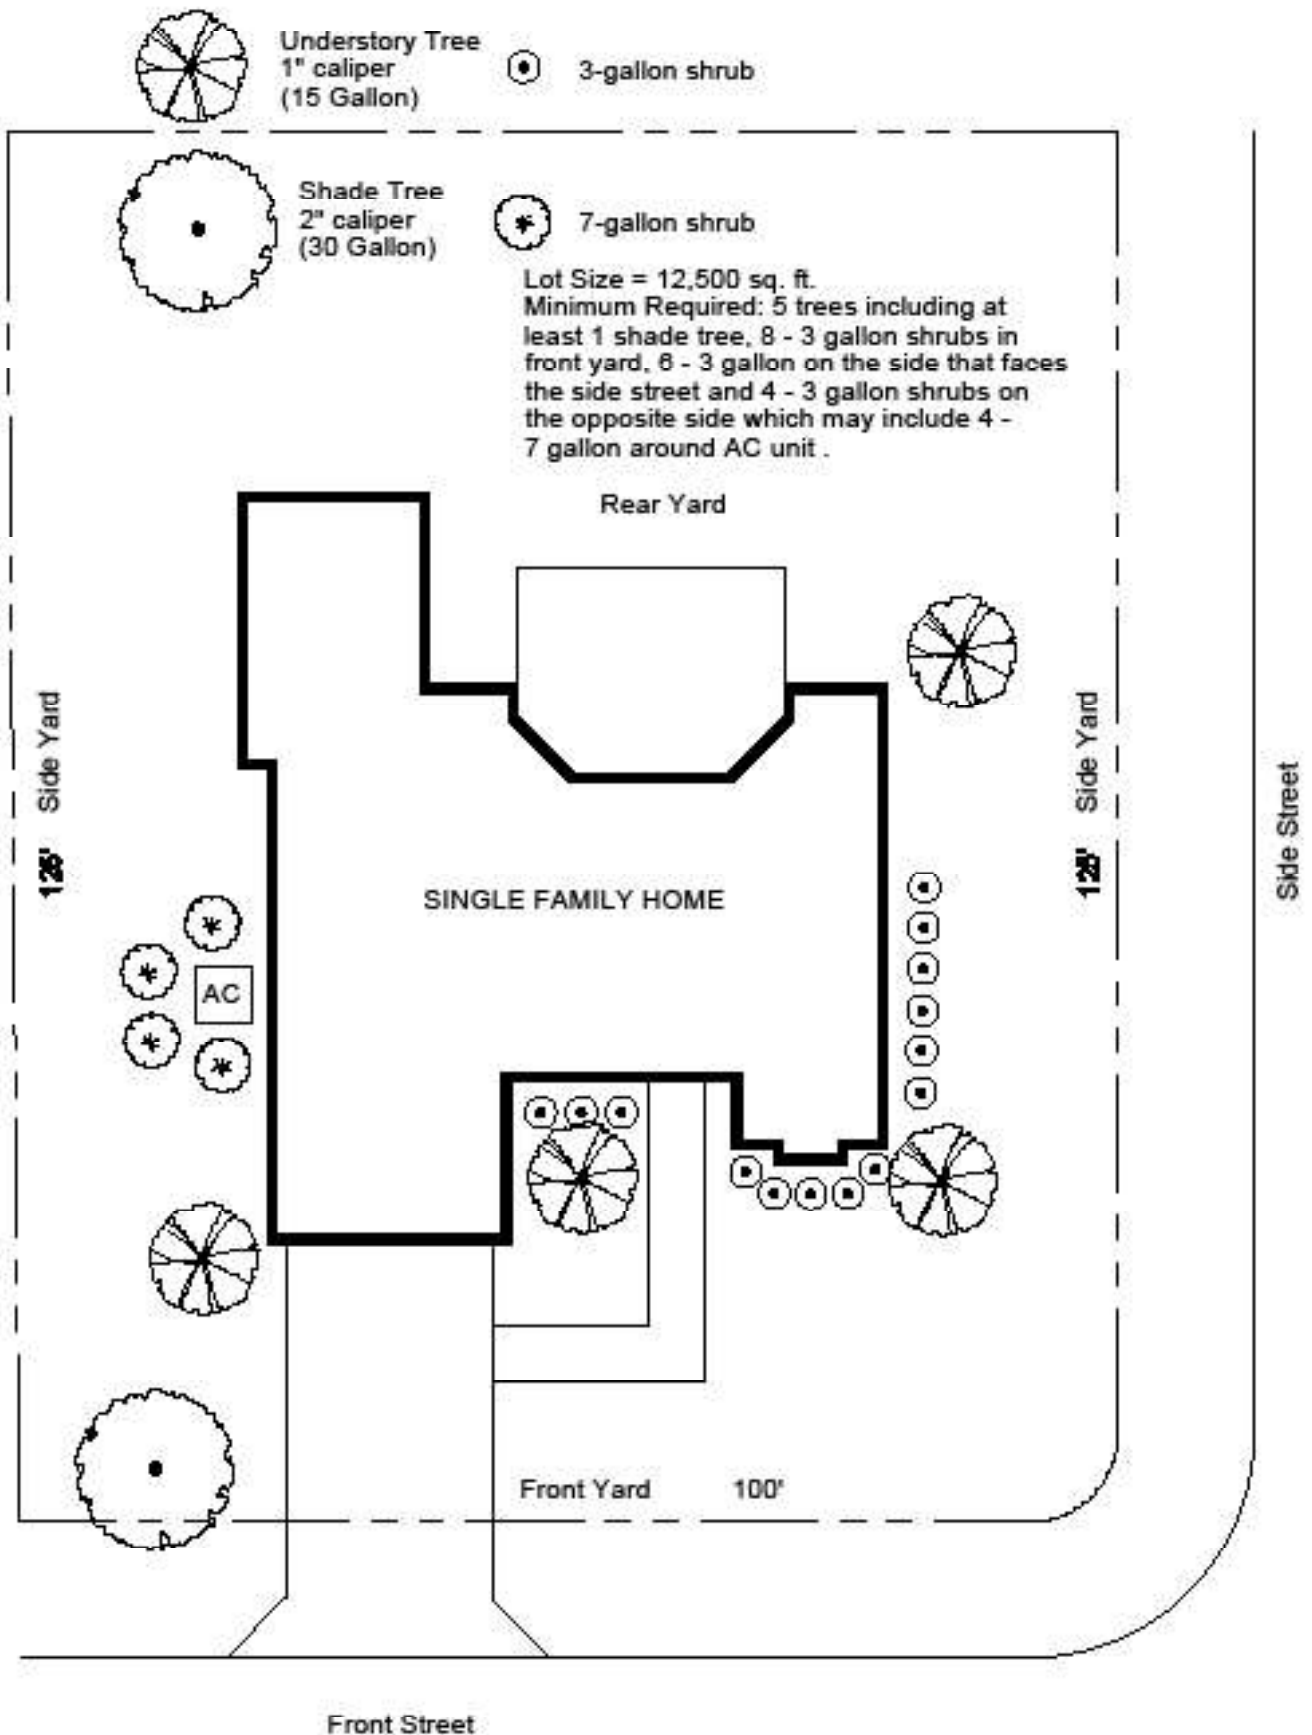 Understory Tree
1" caliper
(15 Gallon)
3-gallon shrub
Shade Tree
2" caliper
(30 Gallon)
7-gallon shrub
Lot Size = 12,500 sq. ft.
Minimum Required: 5 trees including at
least 1 shade tree, 8 - 3 gallon shrubs in
front yard, 6 - 3 gallon on the side that faces
the side street and 4 - 3 gallon shrubs on
the opposite side which may include 4 -
7 gallon around AC unit .
Rear Yard
125' Side Yard
125' Side Yard
Side Street
SINGLE FAMILY HOME
AC
Front Yard 100'
Front Street